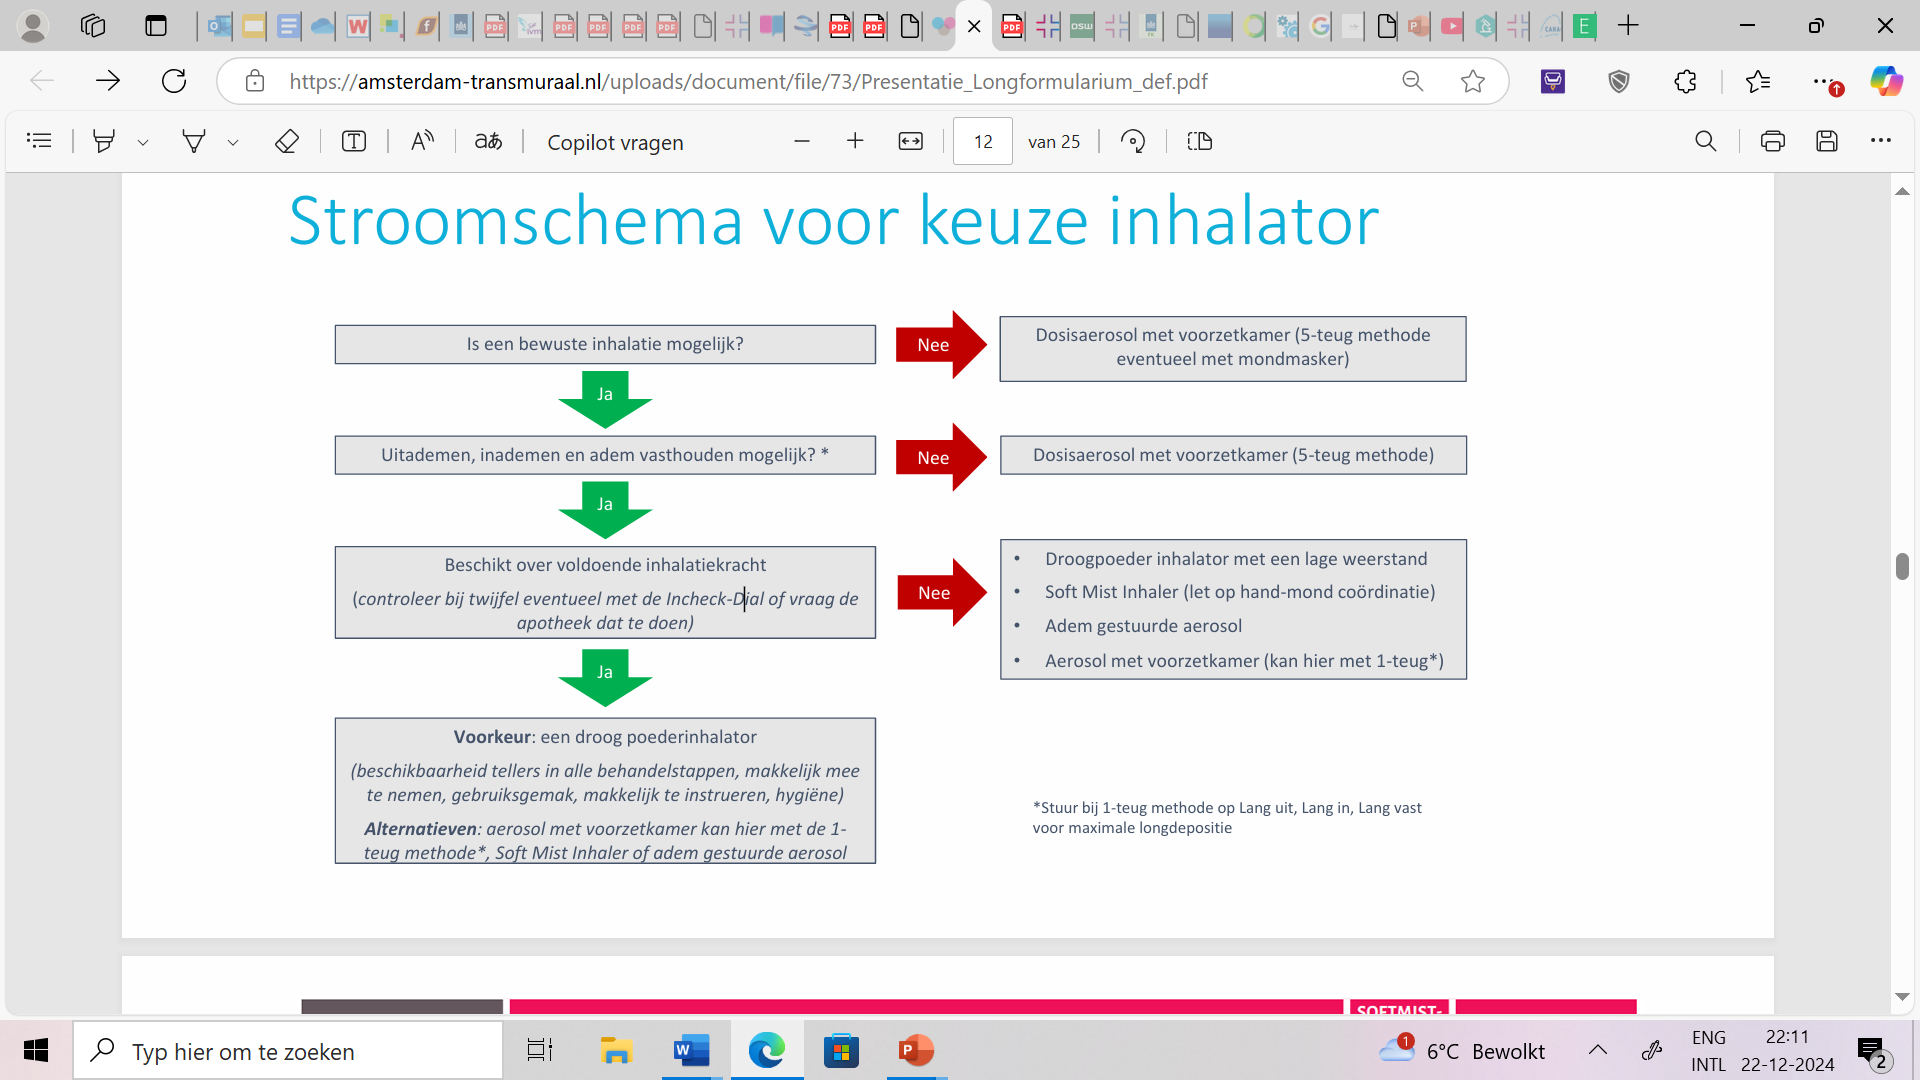 https://amsterdam-transmuraal.nl/uploads/document/file/73/Presentatie_Longformularium_def.pdf
Copilot vragen
12
van 25
Stroomschema voor keuze inhalator
Is een bewuste inhalatie mogelijk?
Nee
Dosisaerosol met voorzetkamer (5-teug methode
eventueel met mondmasker)
Ja
Uitademen, inademen en adem vasthouden mogelijk? *
Nee
Dosisaerosol met voorzetkamer (5-teug methode)
Ja
Beschikt over voldoende inhalatiekracht
(controleer bij twijfel eventueel met de Incheck-Dial of vraag de
apotheek dat te doen)
Nee
• Droogpoeder inhalator met een lage weerstand
• Soft Mist Inhaler (let op hand-mond coördinatie)
• Adem gestuurde aerosol
• Aerosol met voorzetkamer (kan hier met 1-teug*)
Ja
Voorkeur: een droog poederinhalator
(beschikbaarheid tellers in alle behandelstappen, makkelijk mee
te nemen, gebruiksgemak, makkelijk te instrueren, hygiëne)
Alternatieven: aerosol met voorzetkamer kan hier met de 1-
teug methode*, Soft Mist Inhaler of adem gestuurde aerosol
*Stuur bij 1-teug methode op Lang uit, Lang in, Lang vast
voor maximale longdepositie
SOFTMIST-
Typ hier om te zoeken
1
6°C Bewolkt
ENG
INTL
22:11
22-12-2024
2